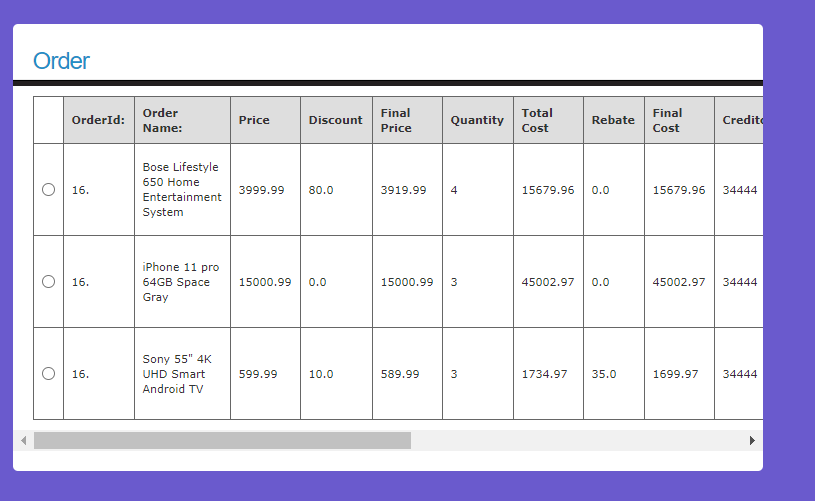 Order
OrderId: Order Name: Price Discount Final Price Quantity Total Cost Rebate Final Cost Credit
16. Bose Lifestyle 650 Home Entertainment System 3999.99 80.0 3919.99 4 15679.96 0.0 15679.96 34444
16. iPhone 11 pro 64GB Space Gray 15000.99 0.0 15000.99 3 45002.97 0.0 45002.97 34444
16. Sony 55" 4K UHD Smart Android TV 599.99 10.0 589.99 3 1734.97 35.0 1699.97 34444